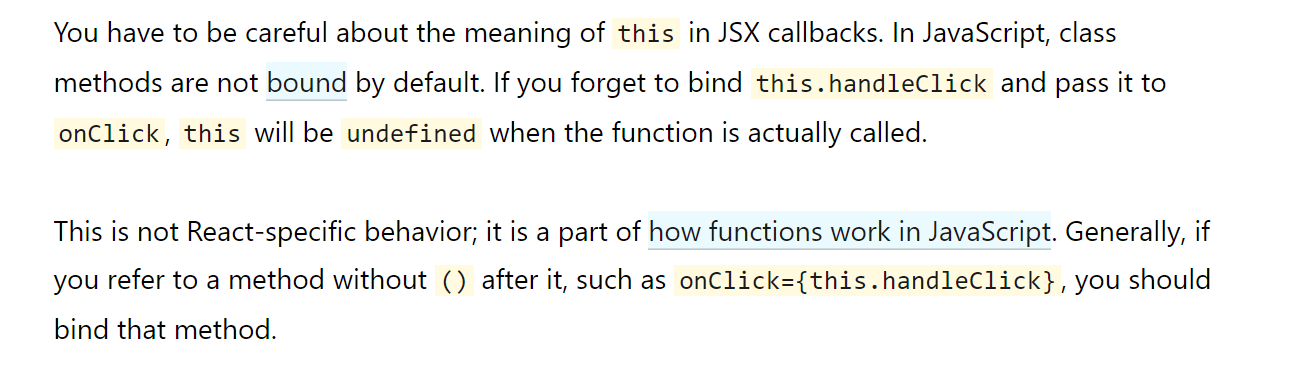 You have to be careful about the meaning of this in JSX callbacks. In JavaScript, class
methods are not bound by default. If you forget to bind this.handleClick and pass it to
onClick, this will be undefined when the function is actually called.
This is not React-specific behavior; it is a part of how functions work in JavaScript. Generally, if
you refer to a method without () after it, such as onClick={this.handleClick}, you should
bind that method.